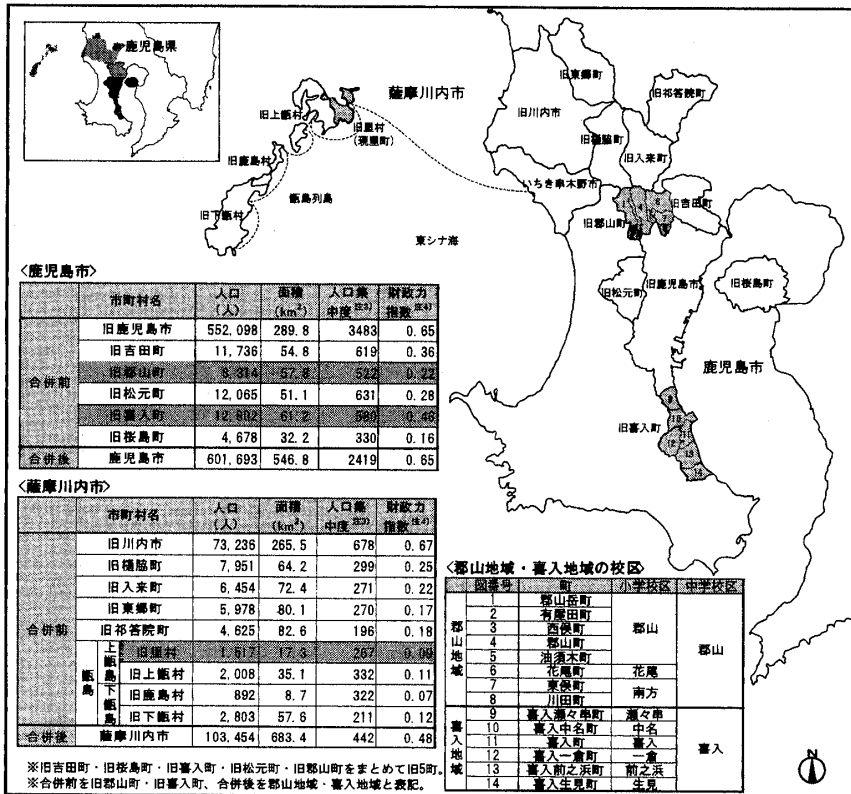 鹿児島県
薩摩川内市
旧東郷町
旧祁答院町
旧川内市
旧樋脇町
旧入来町
旧上甑村
旧里村
(現里町)
旧鹿島村
旧下甑村
甑島列島
いちき串木野市
東シナ海
旧郡山町
旧吉田町
旧松元町
旧鹿児島市
旧桜島町
鹿児島市
旧喜入町
<鹿児島市>
市町村名 人口(人) 面積(km²) 人口集中度注3) 財政力指数注4)
合併前
旧鹿児島市 552,098 289.8 3483 0.65
旧吉田町 11,736 54.8 619 0.36
旧郡山町 8,314 57.8 522 0.22
旧松元町 12,065 51.1 631 0.28
旧喜入町 12,802 61.2 580 0.46
旧桜島町 4,678 32.2 330 0.16
合併後 鹿児島市 601,693 546.8 2419 0.65
<薩摩川内市>
市町村名 人口(人) 面積(km²) 人口集中度注3) 財政力指数注4)
合併前
旧川内市 73,236 265.5 678 0.67
旧樋脇町 7,951 64.2 299 0.25
旧入来町 6,454 72.4 271 0.22
旧東郷町 5,978 80.1 270 0.17
旧祁答院町 4,625 82.6 196 0.18
甑島
上甑島
旧里村 1,517 17.3 267 0.09
旧上甑村 2,008 35.1 332 0.11
下甑島
旧鹿島村 892 8.7 322 0.07
旧下甑村 2,803 57.6 211 0.12
合併後 薩摩川内市 103,454 683.4 442 0.48
※旧吉田町・旧桜島町・旧喜入町・旧松元町・旧郡山町をまとめて旧5町。
※合併前を旧郡山町・旧喜入町、合併後を郡山地域・喜入地域と表記。
<郡山地域・喜入地域の校区>
図番号 町 小学校区 中学校区
郡山地域
1 郡山岳町 郡山 郡山
2 有屋田町
3 西俣町
4 郡山町
5 油須木町
6 花尾町 花尾
7 東俣町 南方
8 川田町
喜入地域
9 喜入瀬々串町 瀬々串 喜入
10 喜入中名町 中名
11 喜入町 喜入
12 喜入一倉町 一倉
13 喜入前之浜町 前之浜
14 喜入生見町 生見
N